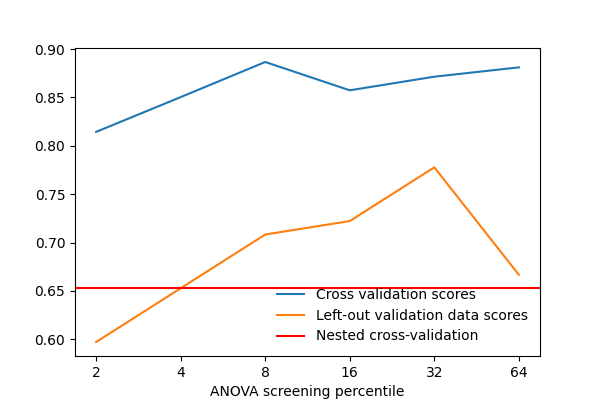 0.90
0.85
0.80
0.75
0.70
0.65
0.60
Cross validation scores
Left-out validation data scores
Nested cross-validation
2 4 8 16 32 64
ANOVA screening percentile